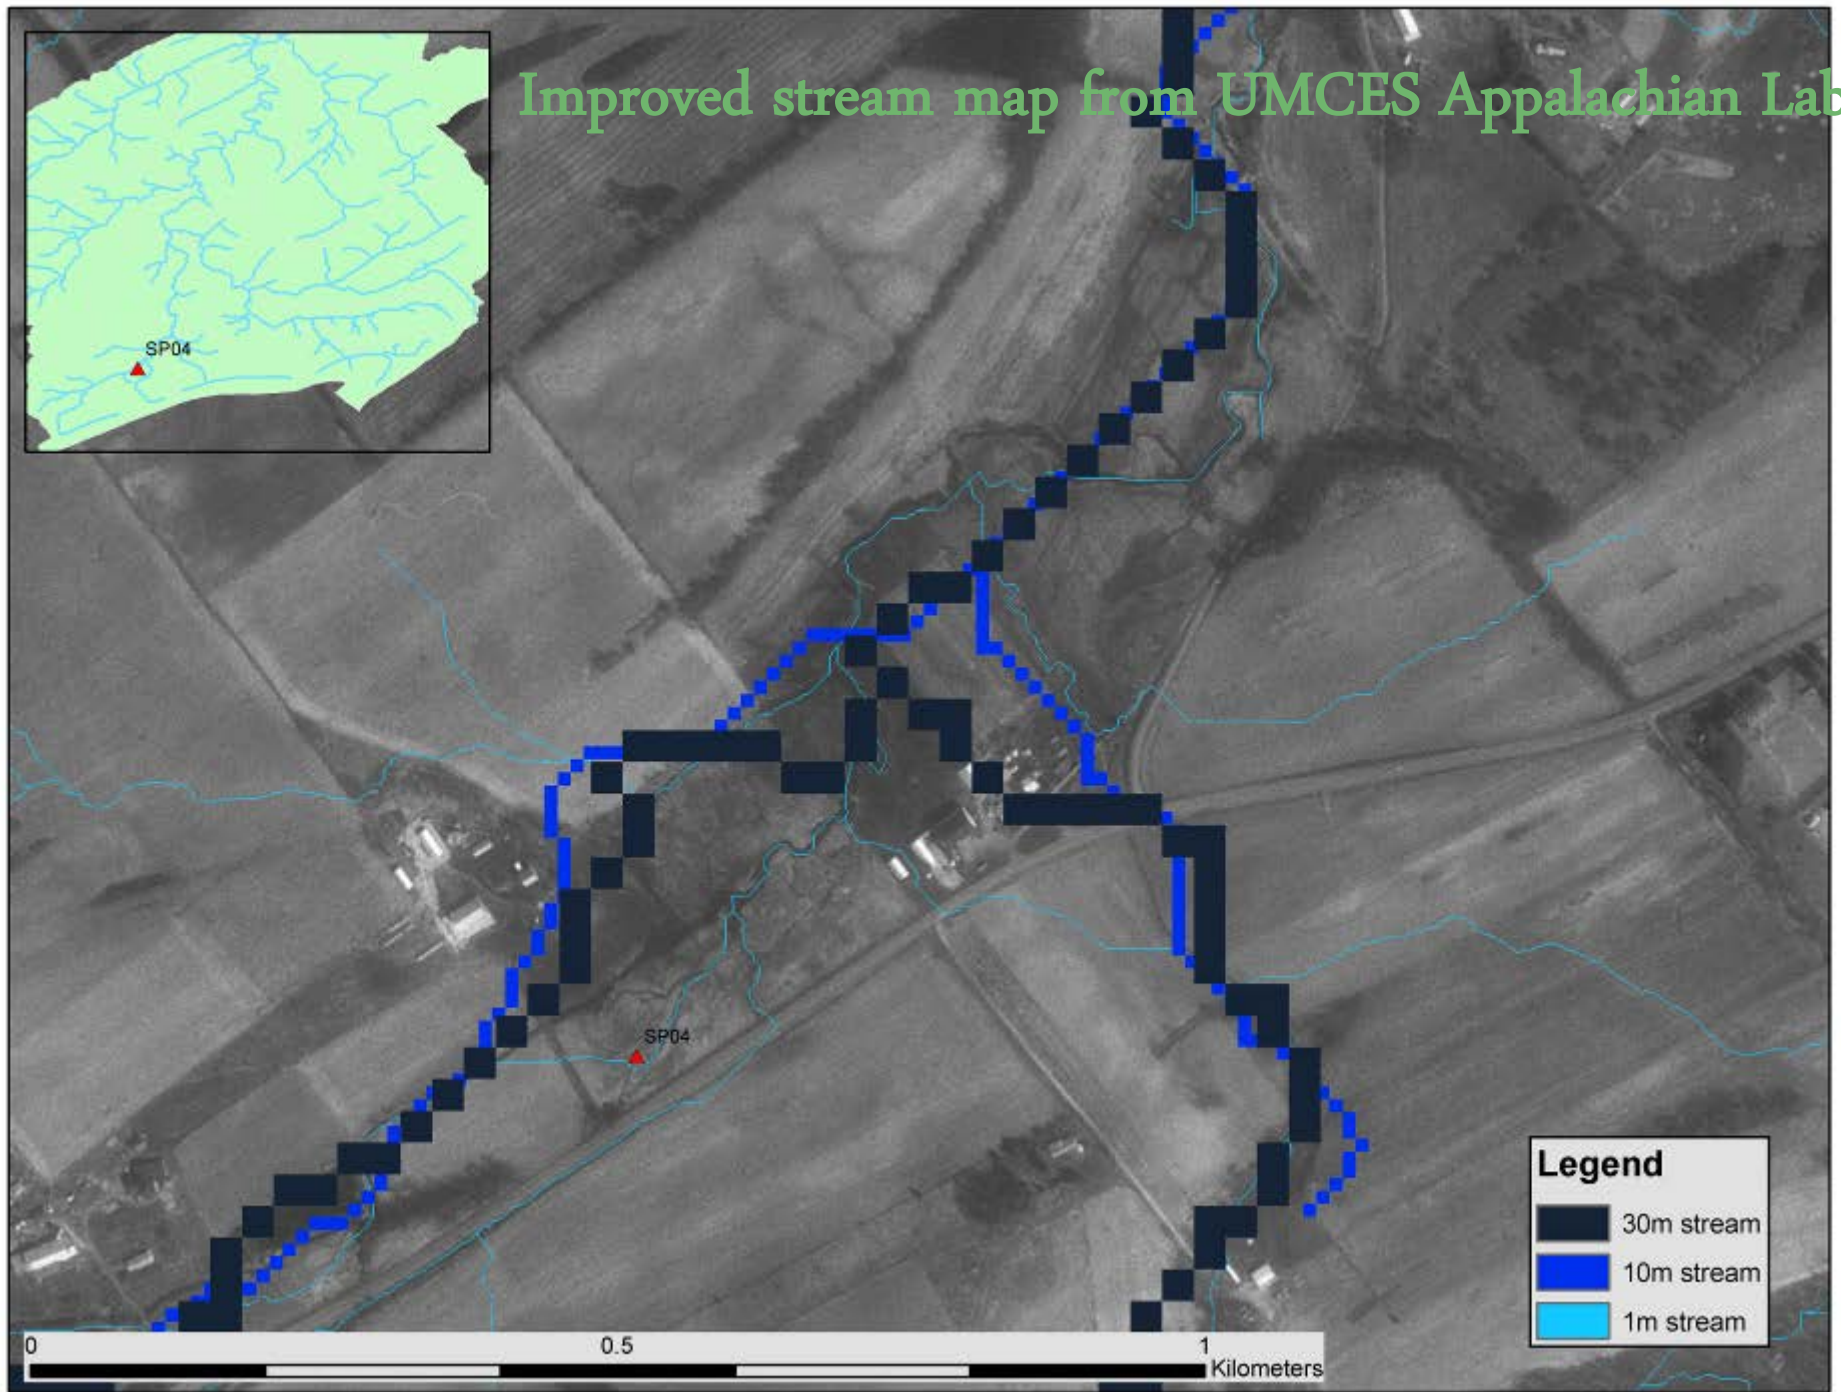 Improved stream map from UMCES Appalachian Lab
SP04
SP04
Legend
30m stream
10m stream
1m stream
0 0.5 1
Kilometers